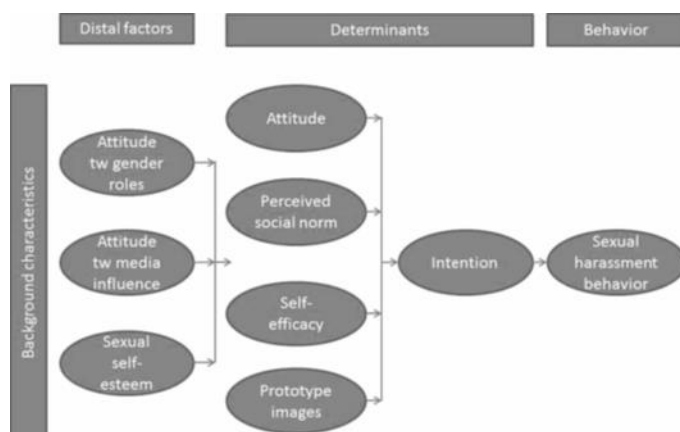 Distal factors
Determinants
Behavior
Background characteristics
Attitude
tw gender
roles
Attitude
tw media
influence
Sexual
self-
esteem
Attitude
Perceived
social norm
Self-
efficacy
Prototype
images
Intention
Sexual
harassment
behavior